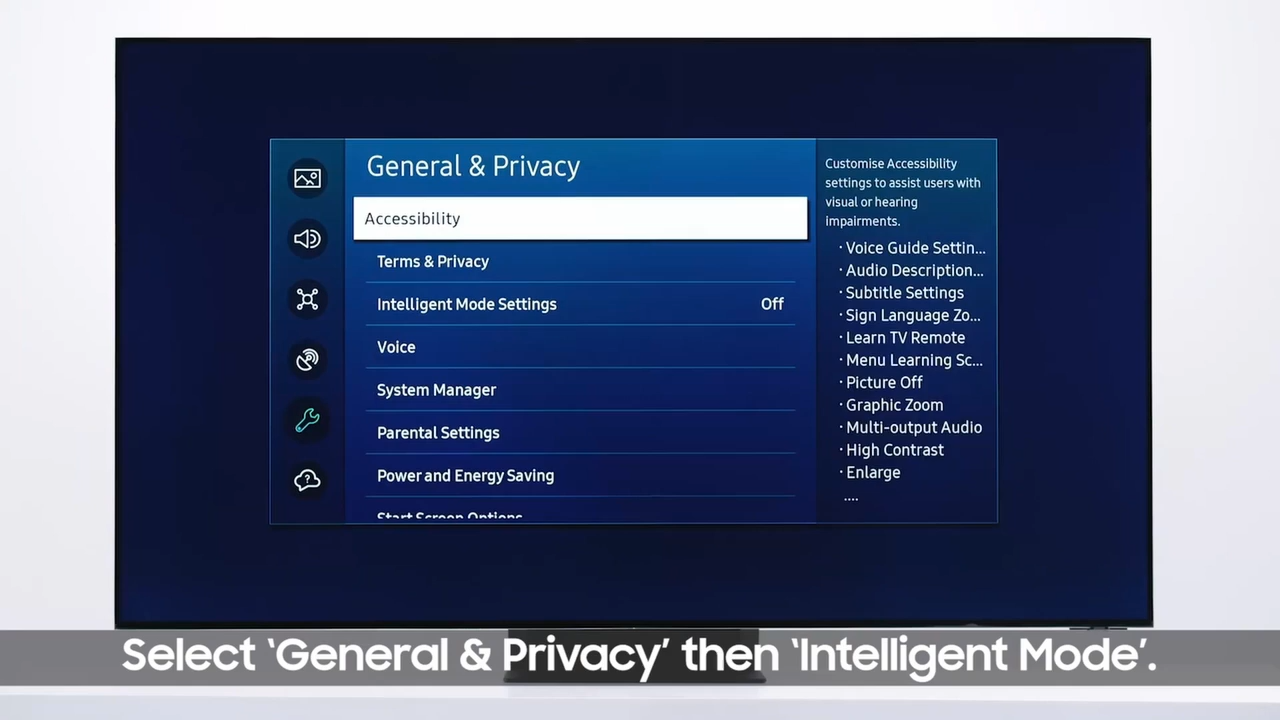 General & Privacy
Accessibility
Terms & Privacy
Intelligent Mode Settings Off
Voice
System Manager
Parental Settings
Power and Energy Saving
Start Screen Options
Customise Accessibility
settings to assist users with
visual or hearing
impairments.
· Voice Guide Settin...
· Audio Description...
· Subtitle Settings
· Sign Language Zo...
· Learn TV Remote
· Menu Learning Sc...
· Picture Off
· Graphic Zoom
· Multi-output Audio
· High Contrast
· Enlarge
....
Select ‘General & Privacy’ then ‘Intelligent Mode’.